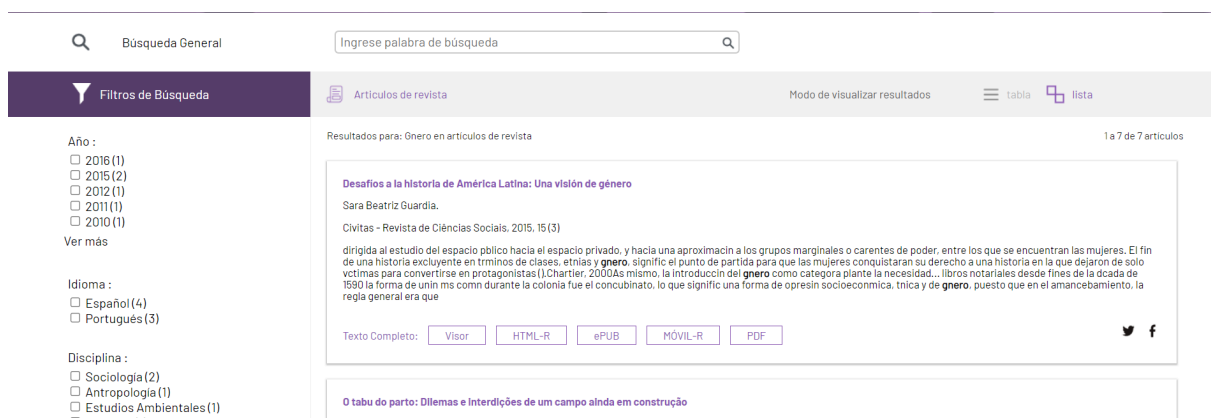 Búsqueda General
Ingrese palabra de búsqueda
Filtros de Búsqueda
Artículos de revista
Modo de visualizar resultados
tabla
lista
Año :
2016 (1)
2015 (2)
2012 (1)
2011 (1)
2010 (1)
Ver más
Idioma :
Español (4)
Portugués (3)
Disciplina :
Sociología (2)
Antropología (1)
Estudios Ambientales (1)
Resultados para: Gnero en artículos de revista
1 a 7 de 7 artículos
Desafíos a la historia de América Latina: Una visión de género
Sara Beatriz Guardia.
Civitas - Revista de Ciências Sociais, 2015, 15 (3)
dirigida al estudio del espacio pblico hacia el espacio privado, y hacia una aproximacin a los grupos marginales o carentes de poder, entre los que se encuentran las mujeres. El fin
de una historia excluyente en trminos de clases, etnias y gnero, signific el punto de partida para que las mujeres conquistaran su derecho a una historia en la que dejaron de solo
vctimas para convertirse en protagonistas ().Chartier, 2000As mismo, la introduccin del gnero como categora plante la necesidad... libros notariales desde fines de la dcada de
1590 la forma de unin ms comn durante la colonia fue el concubinato, lo que signific una forma de opresin socioeconmica, tnica y de gnero, puesto que en el amancebamiento, la
regla general era que
Texto Completo:
Visor
HTML-R
ePUB
MÓVIL-R
PDF
O tabu do parto: Dilemas e interdições de um campo ainda em construção